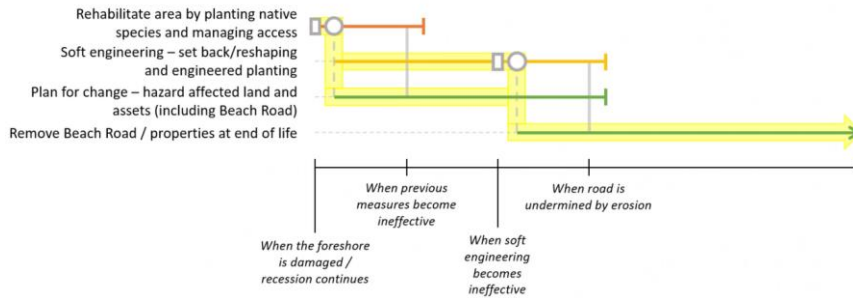 Rehabilitate area by planting native
species and managing access
Soft engineering – set back/reshaping
and engineered planting
Plan for change – hazard affected land and
assets (including Beach Road)
Remove Beach Road / properties at end of life
When previous
measures become
ineffective
When road is
undermined by erosion
When the foreshore
is damaged /
recession continues
When soft
engineering
becomes
ineffective